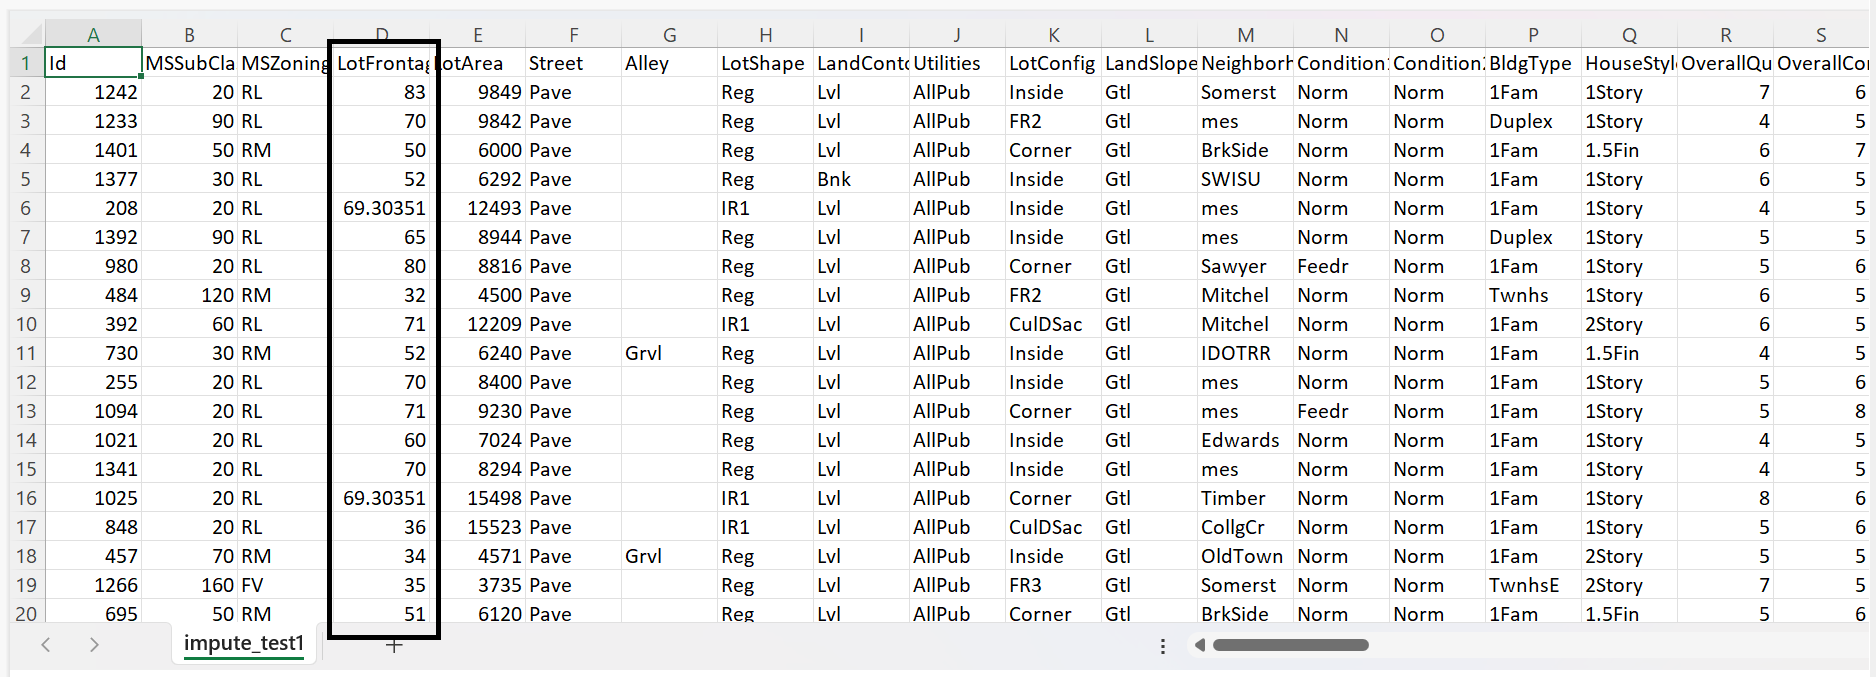 A B C D E F G H I J K L M N O P Q R S
1 Id MSSubCla MSZoning LotFrontag LotArea Street Alley LotShape LandConto Utilities LotConfig LandSlope Neighborh Condition1 Condition2 BldgType HouseStyle OverallQu OverallCon
2 1242 20 RL 83 9849 Pave Reg Lvl AllPub Inside Gtl Somerst Norm Norm 1Fam 1Story 7 6
3 1233 90 RL 70 9842 Pave Reg Lvl AllPub FR2 Gtl mes Norm Norm Duplex 1Story 4 5
4 1401 50 RM 50 6000 Pave Reg Lvl AllPub Corner Gtl BrkSide Norm Norm 1Fam 1.5Fin 6 7
5 1377 30 RL 52 6292 Pave Reg Bnk AllPub Inside Gtl SWISU Norm Norm 1Fam 1Story 6 5
6 208 20 RL 69.30351 12493 Pave IR1 Lvl AllPub Inside Gtl mes Norm Norm 1Fam 1Story 4 5
7 1392 90 RL 65 8944 Pave Reg Lvl AllPub Inside Gtl mes Norm Norm Duplex 1Story 5 5
8 980 20 RL 80 8816 Pave Reg Lvl AllPub Corner Gtl Sawyer Feedr Norm 1Fam 1Story 5 6
9 484 120 RM 32 4500 Pave Reg Lvl AllPub FR2 Gtl Mitchel Norm Norm Twnhs 1Story 6 5
10 392 60 RL 71 12209 Pave IR1 Lvl AllPub CulDSac Gtl Mitchel Norm Norm 1Fam 2Story 6 5
11 730 30 RM 52 6240 Pave Grvl Reg Lvl AllPub Inside Gtl IDOTRR Norm Norm 1Fam 1.5Fin 4 5
12 255 20 RL 70 8400 Pave Reg Lvl AllPub Inside Gtl mes Norm Norm 1Fam 1Story 5 6
13 1094 20 RL 71 9230 Pave Reg Lvl AllPub Corner Gtl mes Feedr Norm 1Fam 1Story 5 8
14 1021 20 RL 60 7024 Pave Reg Lvl AllPub Inside Gtl Edwards Norm Norm 1Fam 1Story 4 5
15 1341 20 RL 70 8294 Pave Reg Lvl AllPub Inside Gtl mes Norm Norm 1Fam 1Story 4 5
16 1025 20 RL 69.30351 15498 Pave IR1 Lvl AllPub Corner Gtl Timber Norm Norm 1Fam 1Story 8 6
17 848 20 RL 36 15523 Pave IR1 Lvl AllPub CulDSac Gtl CollgCr Norm Norm 1Fam 1Story 5 6
18 457 70 RM 34 4571 Pave Grvl Reg Lvl AllPub Inside Gtl OldTown Norm Norm 1Fam 2Story 5 5
19 1266 160 FV 35 3735 Pave Reg Lvl AllPub FR3 Gtl Somerst Norm Norm TwnhsE 2Story 7 5
20 695 50 RM 51 6120 Pave Reg Lvl AllPub Corner Gtl BrkSide Norm Norm 1Fam 1.5Fin 5 6
impute_test1